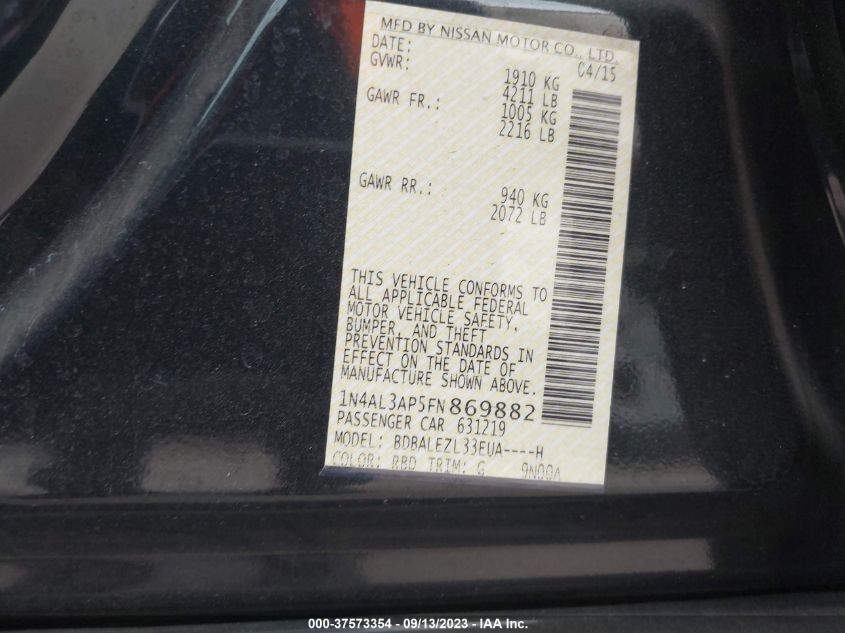 MFD BY NISSAN MOTOR CO., LTD.
DATE: 04/15
GVWR: 1910 KG
4211 LB
GAWR FR.: 1005 KG
2216 LB
GAWR RR.: 940 KG
2072 LB
THIS VEHICLE CONFORMS TO
ALL APPLICABLE FEDERAL
MOTOR VEHICLE SAFETY,
BUMPER, AND THEFT
PREVENTION STANDARDS IN
EFFECT ON THE DATE OF
MANUFACTURE SHOWN ABOVE.
1N4AL3AP5FN869882
PASSENGER CAR 631219
MODEL: BDBALEZL33EUA----H
COLOR: RBD TRIM: G 9N00A
000-37573354 - 09/13/2023 - IAA Inc.